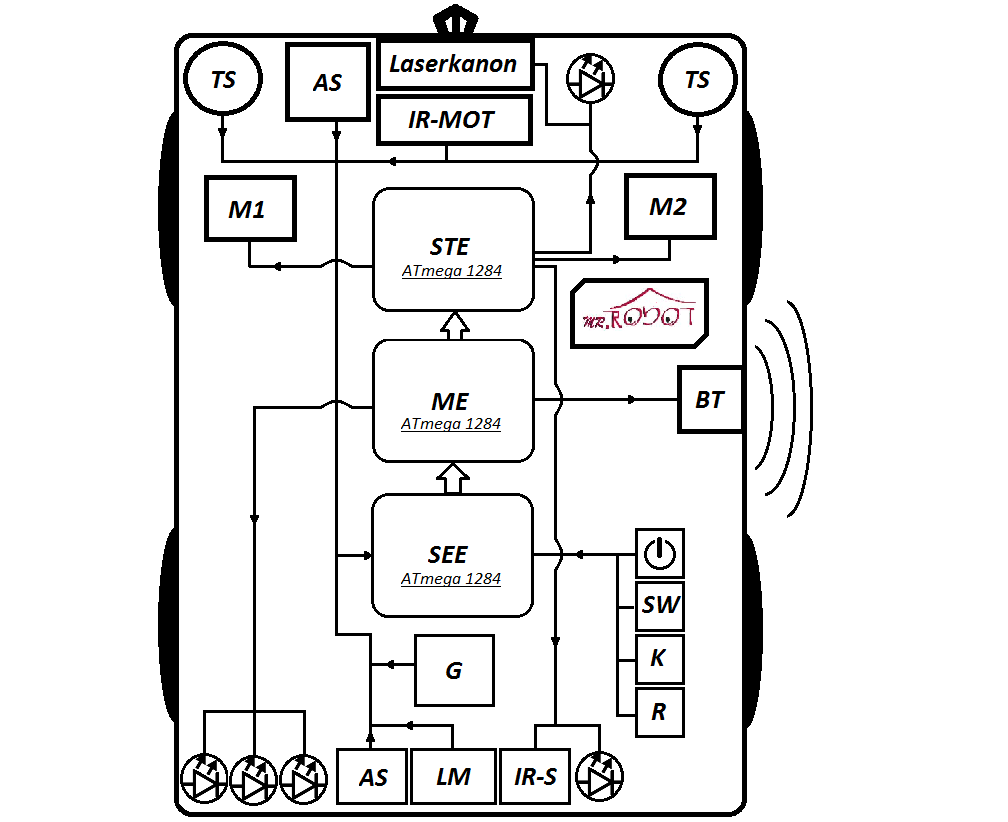 TS
AS
Laserkanon
TS
IR-MOT
M1
M2
STE
ATmega 1284
MR.ROBOT
ME
ATmega 1284
BT
SEE
ATmega 1284
SW
K
G
R
AS
LM
IR-S